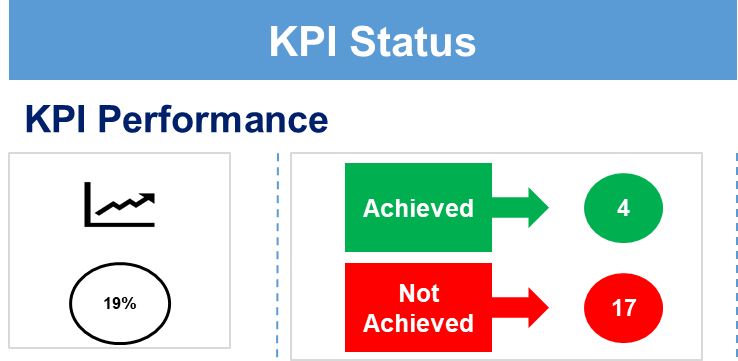 KPI Status
KPI Performance
19%
Achieved
4
Not
Achieved
17